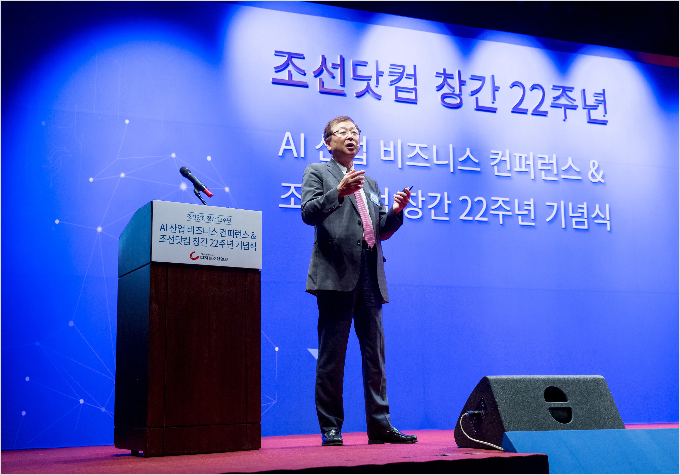 조선닷컴 창간 22주년
AI 산업 비즈니스 컨퍼런스 &
조 컴 창간 22주년 기념식
AI 산업 비즈니스 컨퍼런스 &
조선닷컴 창간 22주년 기념식